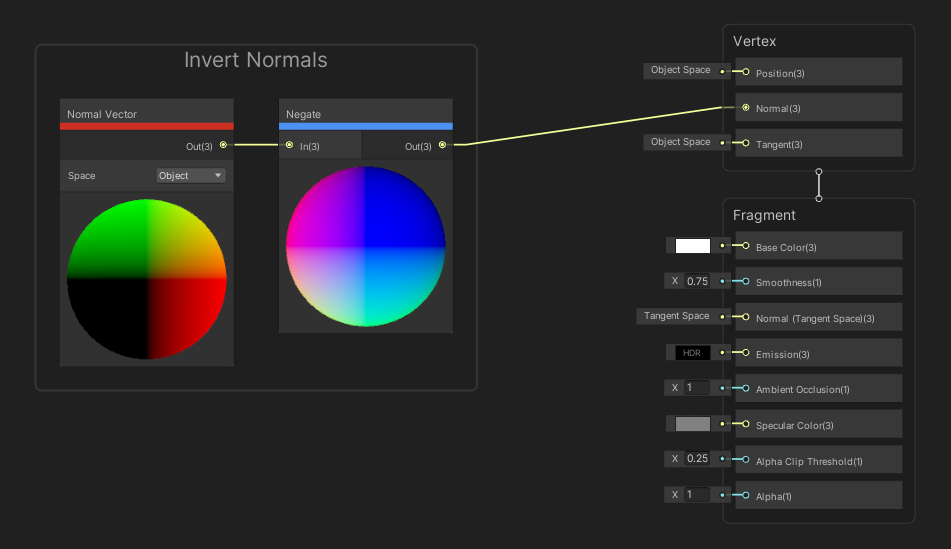 Invert Normals
Normal Vector
Out(3)
Space
Object
Negate
In(3)
Out(3)
Vertex
Object Space
Position(3)
Normal(3)
Object Space
Tangent(3)
Fragment
Base Color(3)
X 0.75
Smoothness(1)
Tangent Space
Normal (Tangent Space)(3)
HDR
Emission(3)
X 1
Ambient Occlusion(1)
Specular Color(3)
X 0.25
Alpha Clip Threshold(1)
X 1
Alpha(1)